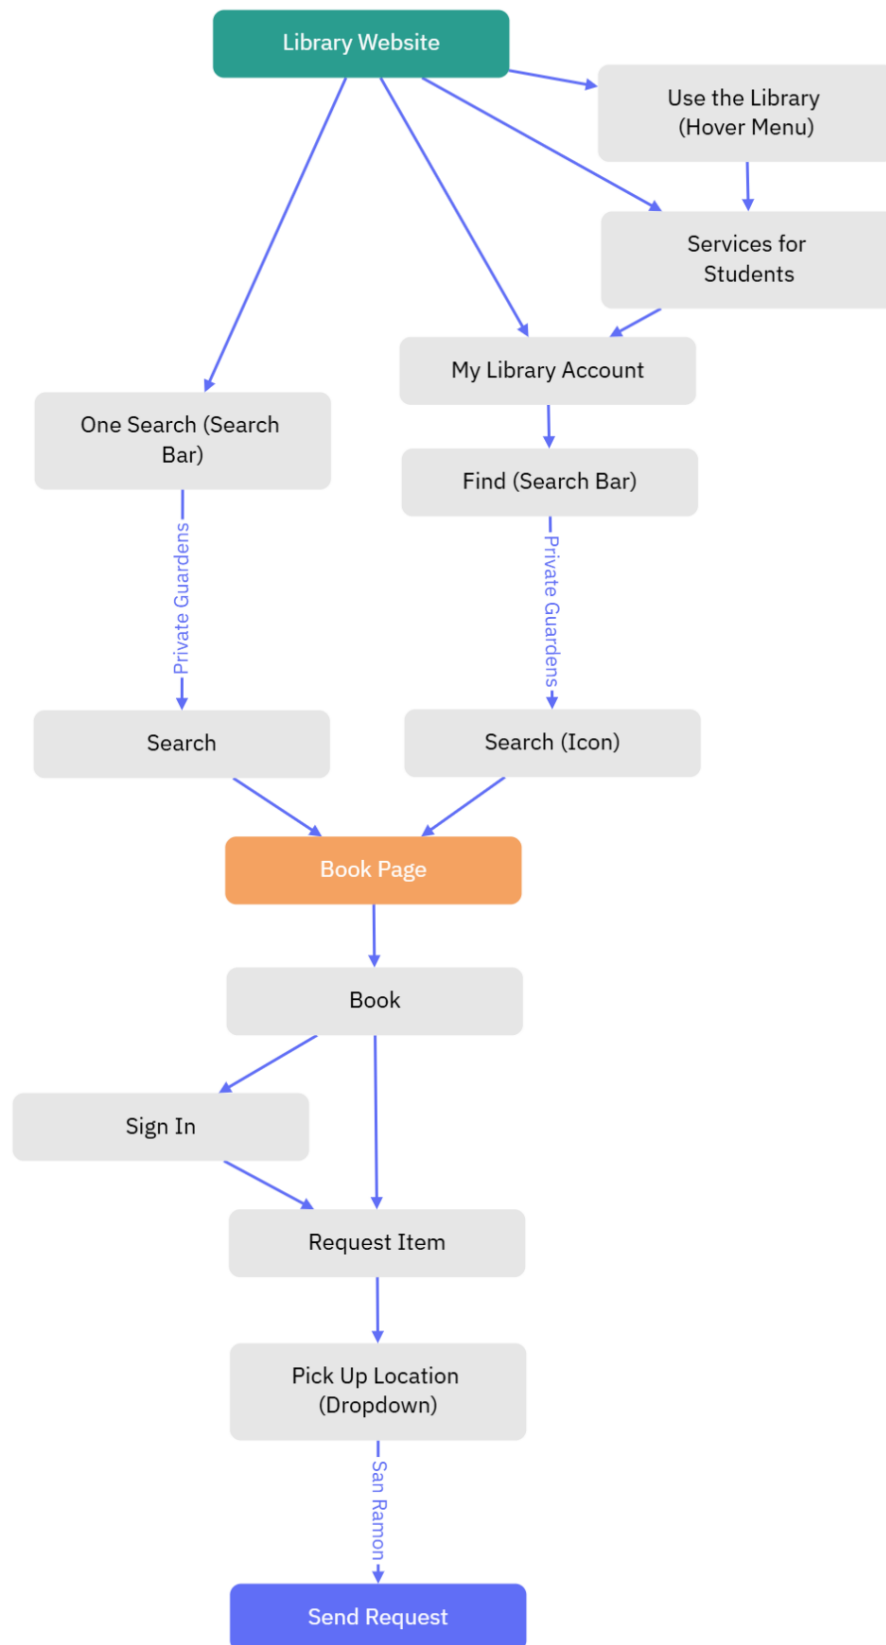 Library Website
Use the Library
(Hover Menu)
Services for
Students
My Library Account
One Search (Search
Bar)
Find (Search Bar)
Private Guardens
Private Guardens
Search
Search (Icon)
Book Page
Book
Sign In
Request Item
Pick Up Location
(Dropdown)
San Ramon
Send Request